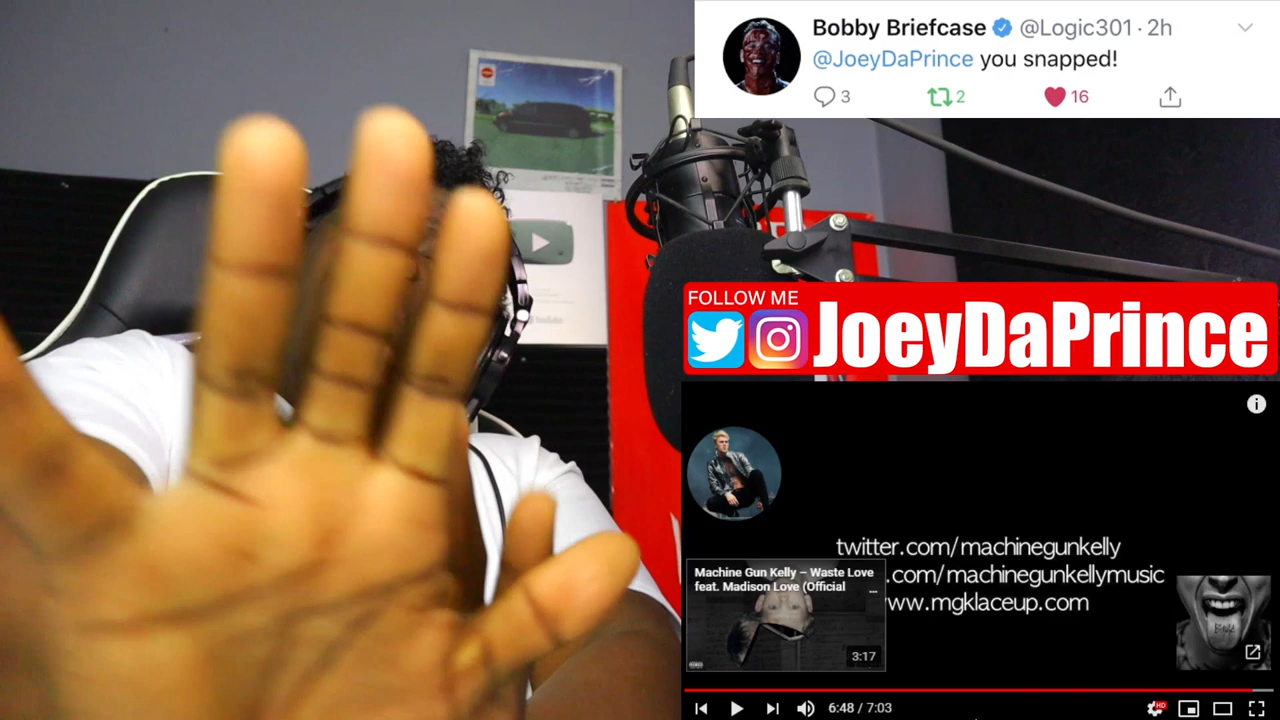 Bobby Briefcase @Logic301 · 2h
@JoeyDaPrince you snapped!
3 2 16
FOLLOW ME
JoeyDaPrince
twitter.com/machinegunkelly
Machine Gun Kelly – Waste Love
feat. Madison Love (Official
.com/machinegunkellymusic
ww.mgklaceup.com
3:17
6:48 / 7:03
HD